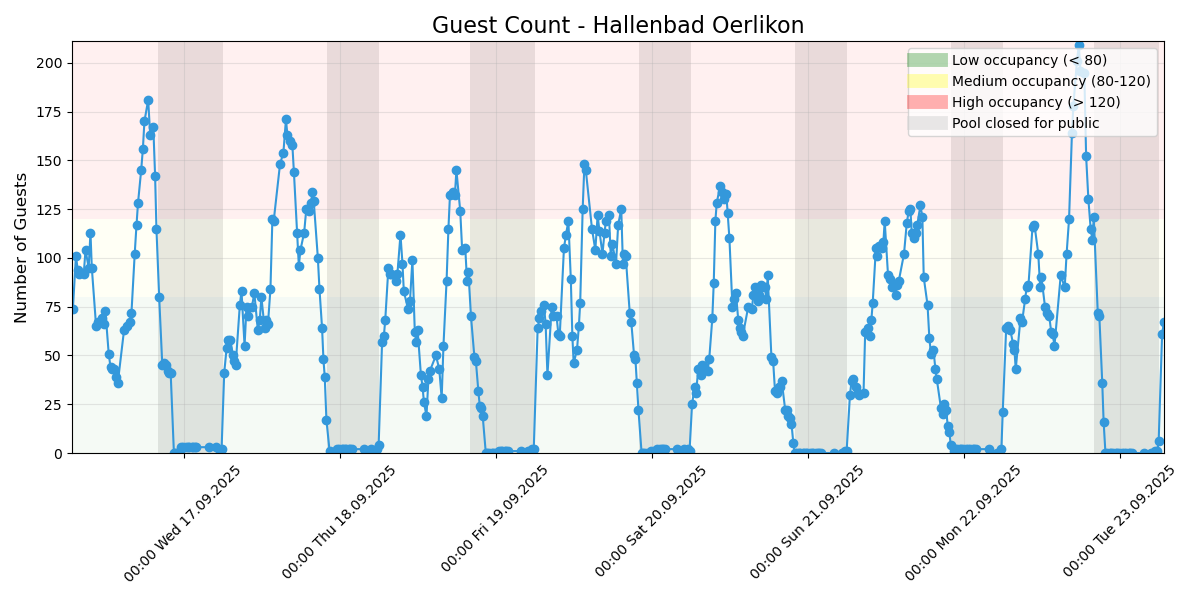 Guest Count - Hallenbad Oerlikon
Number of Guests
200
175
150
125
100
75
50
25
0
Low occupancy (< 80)
Medium occupancy (80-120)
High occupancy (> 120)
Pool closed for public
00:00 Wed 17.09.2025
00:00 Thu 18.09.2025
00:00 Fri 19.09.2025
00:00 Sat 20.09.2025
00:00 Sun 21.09.2025
00:00 Mon 22.09.2025
00:00 Tue 23.09.2025